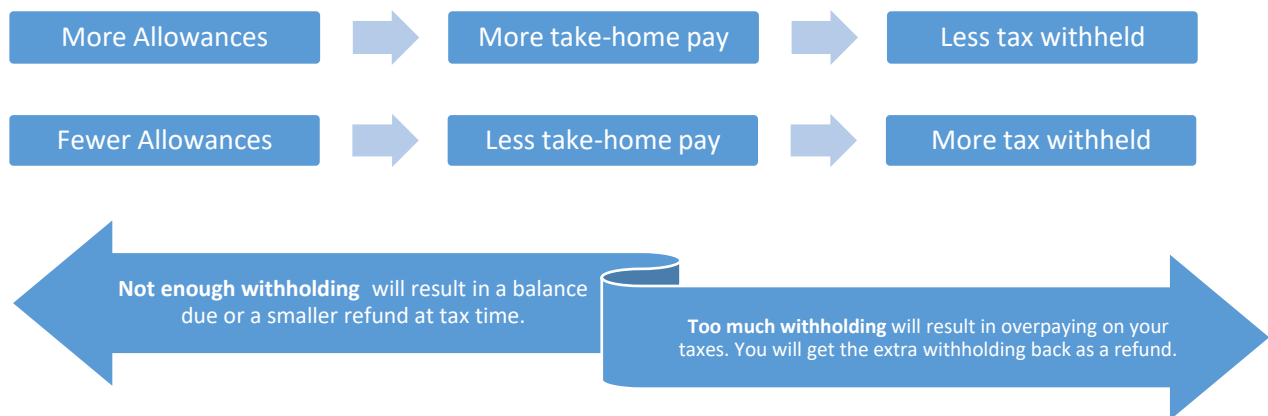 More Allowances
More take-home pay
Less tax withheld
Fewer Allowances
Less take-home pay
More tax withheld
Not enough withholding will result in a balance
due or a smaller refund at tax time.
Too much withholding will result in overpaying on your
taxes. You will get the extra withholding back as a refund.